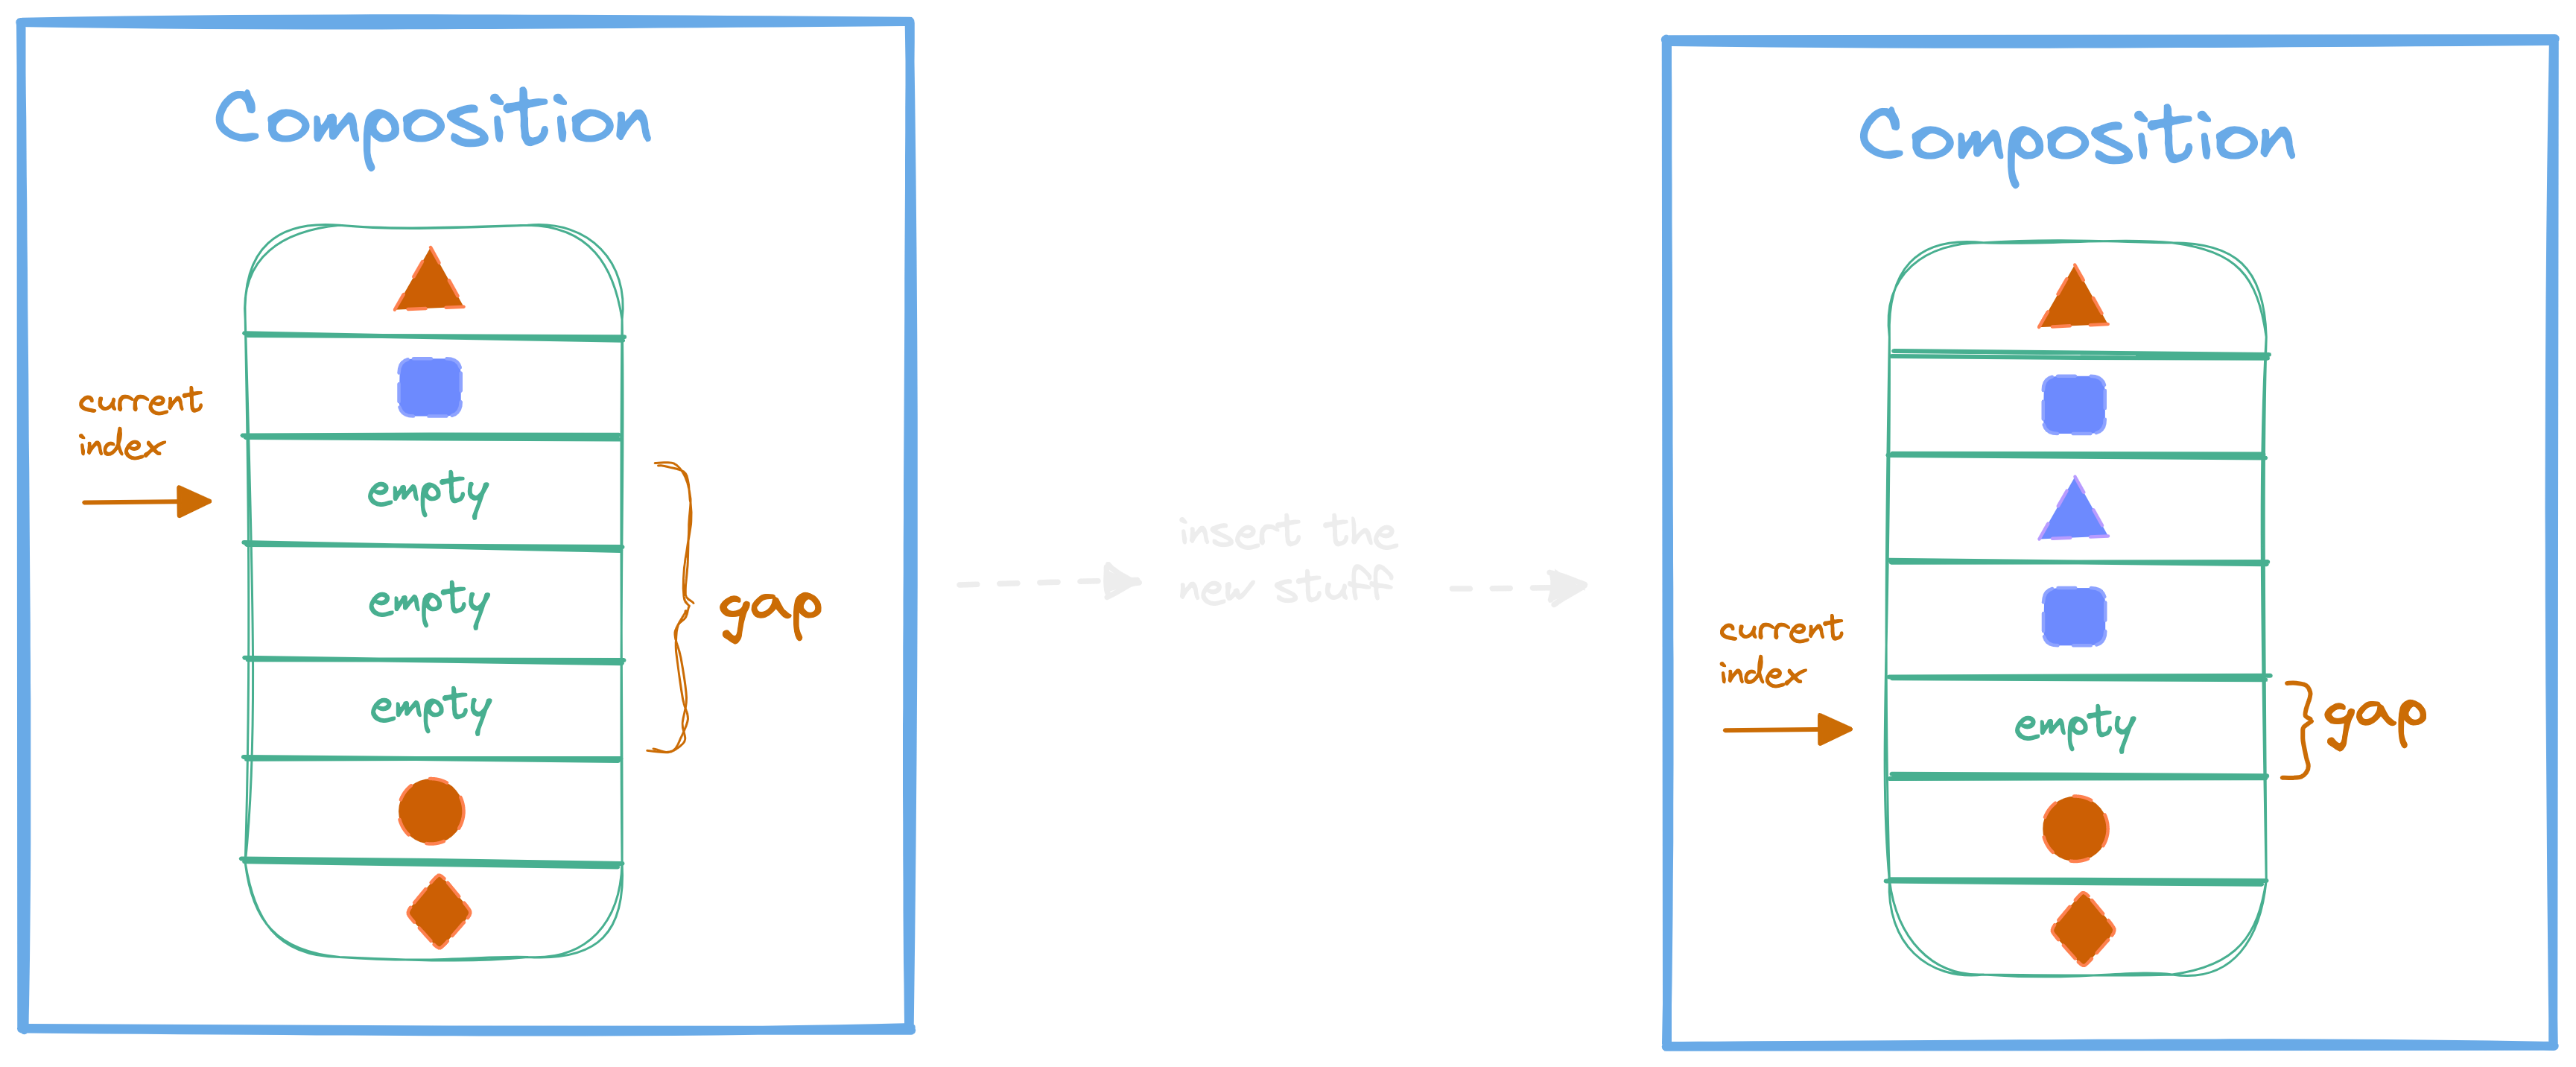 Composition
current
index
empty
empty
empty
gap
insert the
new stuff
Composition
current
index
empty
gap